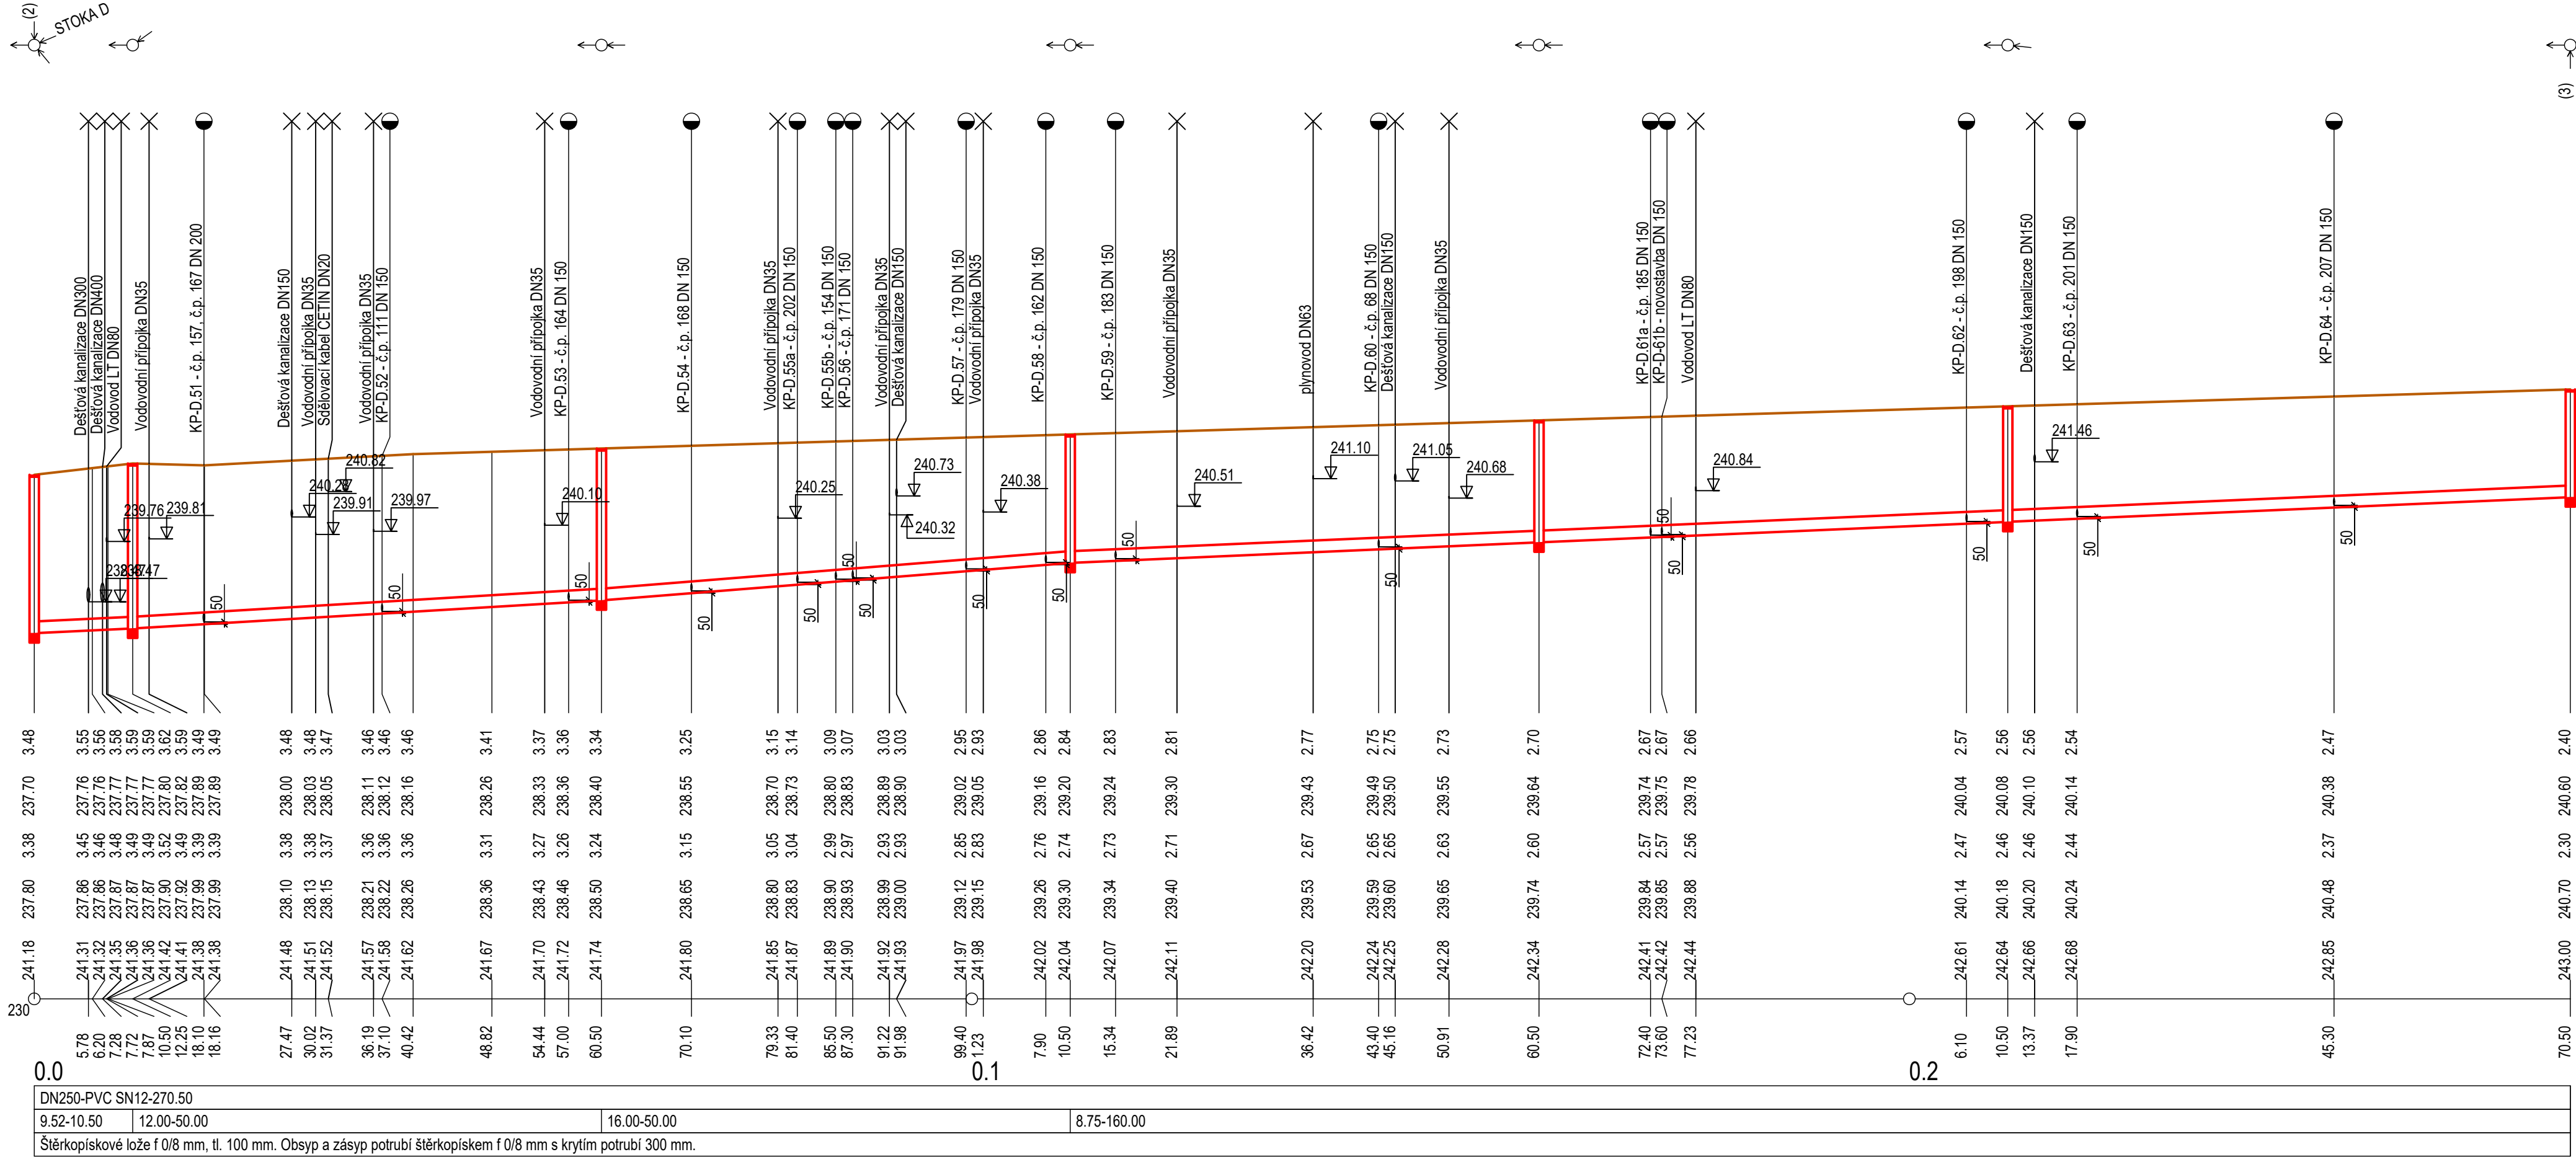 (2)
STOKA D
(3)
Dešťová kanalizace DN300
Dešťová kanalizace DN400
Vodovod LT DN80
Vodovodní přípojka DN35
KP-D.51 - č.p. 157, č.p. 167 DN 200
Dešťová kanalizace DN150
Vodovodní přípojka DN35
Sdělovací kabel CETIN DN20
Vodovodní přípojka DN35
KP-D.52 - č.p. 111 DN 150
Vodovodní přípojka DN35
KP-D.53 - č.p. 164 DN 150
KP-D.54 - č.p. 168 DN 150
Vodovodní přípojka DN35
KP-D.55a - č.p. 202 DN 150
KP-D.55b - č.p. 154 DN 150
KP-D.56 - č.p. 171 DN 150
Vodovodní přípojka DN35
Dešťová kanalizace DN150
KP-D.57 - č.p. 179 DN 150
Vodovodní přípojka DN35
KP-D.58 - č.p. 162 DN 150
KP-D.59 - č.p. 183 DN 150
Vodovodní přípojka DN35
plynovod DN63
KP-D.60 - č.p. 68 DN 150
Dešťová kanalizace DN150
Vodovodní přípojka DN35
KP-D.61a - č.p. 185 DN 150
KP-D-61b - novostavba DN 150
Vodovod LT DN80
KP-D.62 - č.p. 198 DN 150
Dešťová kanalizace DN150
KP-D.63 - č.p. 201 DN 150
KP-D.64 - č.p. 207 DN 150
239.76 239.81 240.82 239.91 239.97 240.10 240.25 240.73 240.32 240.38 240.51 241.10 241.05 240.68 240.84 241.46
50 50 50 50 50 50 50 50 50 50 50 50 50 50 50 50
3.48 3.55 3.56 3.58 3.59 3.59 3.62 3.59 3.49 3.49 3.48 3.48 3.47 3.46 3.46 3.46 3.41 3.37 3.36 3.34 3.25 3.15 3.14 3.09 3.07 3.03 3.03 2.95 2.93 2.86 2.84 2.83 2.81 2.77 2.75 2.75 2.73 2.70 2.67 2.67 2.66 2.57 2.56 2.56 2.54 2.47 2.40
237.70 237.76 237.76 237.77 237.77 237.77 237.80 237.82 237.89 237.89 238.00 238.03 238.05 238.11 238.12 238.16 238.26 238.33 238.36 238.40 238.55 238.70 238.73 238.80 238.83 238.89 238.90 239.02 239.05 239.16 239.20 239.24 239.30 239.43 239.49 239.50 239.55 239.64 239.74 239.75 239.78 240.04 240.08 240.10 240.14 240.38 240.60
3.38 3.45 3.46 3.48 3.49 3.49 3.52 3.49 3.39 3.39 3.38 3.38 3.37 3.36 3.36 3.36 3.31 3.27 3.26 3.24 3.15 3.05 3.04 2.99 2.97 2.93 2.93 2.85 2.83 2.76 2.74 2.73 2.71 2.67 2.65 2.65 2.63 2.60 2.57 2.57 2.56 2.47 2.46 2.46 2.44 2.37 2.30
237.80 237.86 237.86 237.87 237.87 237.87 237.90 237.92 237.99 237.99 238.10 238.13 238.15 238.21 238.22 238.26 238.36 238.43 238.46 238.50 238.65 238.80 238.83 238.90 238.93 238.99 239.00 239.12 239.15 239.26 239.30 239.34 239.40 239.53 239.59 239.60 239.65 239.74 239.84 239.85 239.88 240.14 240.18 240.20 240.24 240.48 240.70
241.18 241.31 241.32 241.35 241.36 241.36 241.42 241.41 241.38 241.38 241.48 241.51 241.52 241.57 241.58 241.62 241.67 241.70 241.72 241.74 241.80 241.85 241.87 241.89 241.90 241.92 241.93 241.97 241.98 242.02 242.04 242.07 242.11 242.20 242.24 242.25 242.28 242.34 242.41 242.42 242.44 242.61 242.64 242.66 242.68 242.85 243.00
230
5.78 6.20 7.28 7.72 7.87 10.50 12.25 18.10 18.16 27.47 30.02 31.37 36.19 37.10 40.42 48.82 54.44 57.00 60.50 70.10 79.33 81.40 85.50 87.30 91.22 91.98 99.40 1.23 7.90 10.50 15.34 21.89 36.42 43.40 45.16 50.91 60.50 72.40 73.60 77.23 6.10 10.50 13.37 17.90 45.30 70.50
0.0 0.1 0.2
DN250-PVC SN12-270.50
9.52-10.50 12.00-50.00 16.00-50.00 8.75-160.00
Štěrkopískové lože f 0/8 mm, tl. 100 mm. Obsyp a zásyp potrubí štěrkopískem f 0/8 mm s krytím potrubí 300 mm.